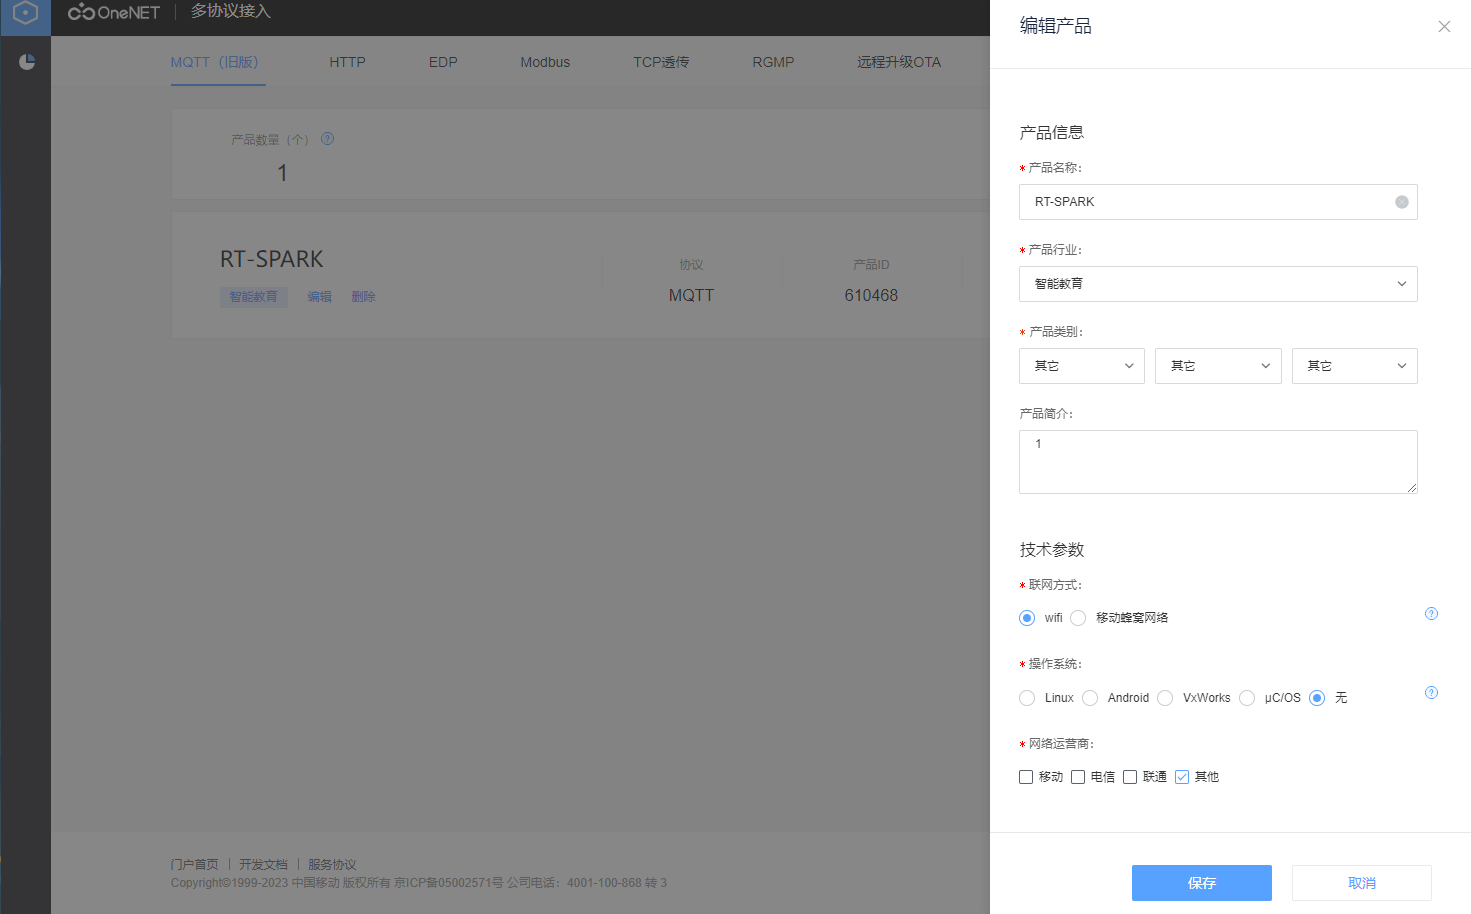 OneNET
多协议接入
MQTT（旧版）
HTTP
EDP
Modbus
TCP透传
RGMP
远程升级OTA
产品数量（个）
1
RT-SPARK
智能教育
编辑
删除
协议
MQTT
产品ID
610468
门户首页
开发文档
服务协议
Copyright©1999-2023 中国移动 版权所有 京ICP备05002571号 公司电话：4001-100-868 转 3
编辑产品
产品信息
* 产品名称:
RT-SPARK
* 产品行业:
智能教育
* 产品类别:
其它
其它
其它
产品简介:
1
技术参数
* 联网方式:
wifi 移动蜂窝网络
* 操作系统:
Linux Android VxWorks μC/OS 无
* 网络运营商:
移动 电信 联通 其他
保存
取消